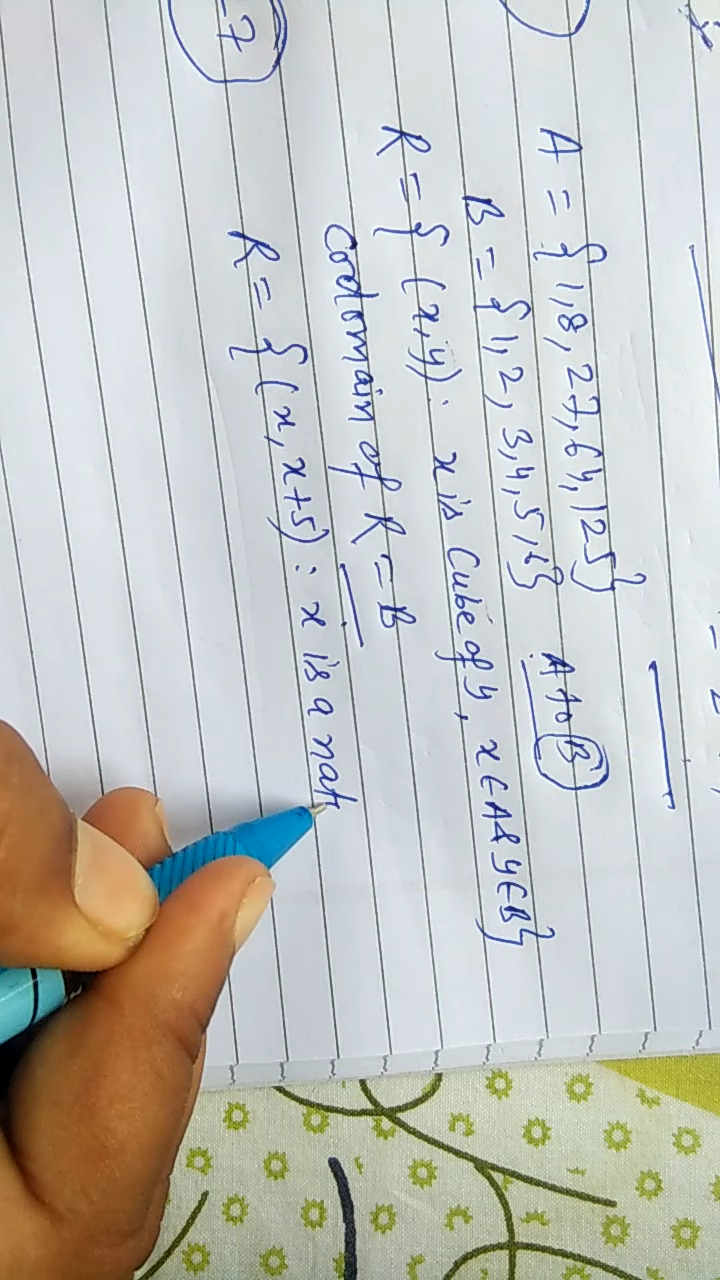 A = {1,8,27,64,125}
B = {1,2,3,4,5,6} A to B
R = {(x,y): x is Cube of y, x∈A & y∈B}
Codomain of R = B
-7
R = {(x, x+5): x is a nat